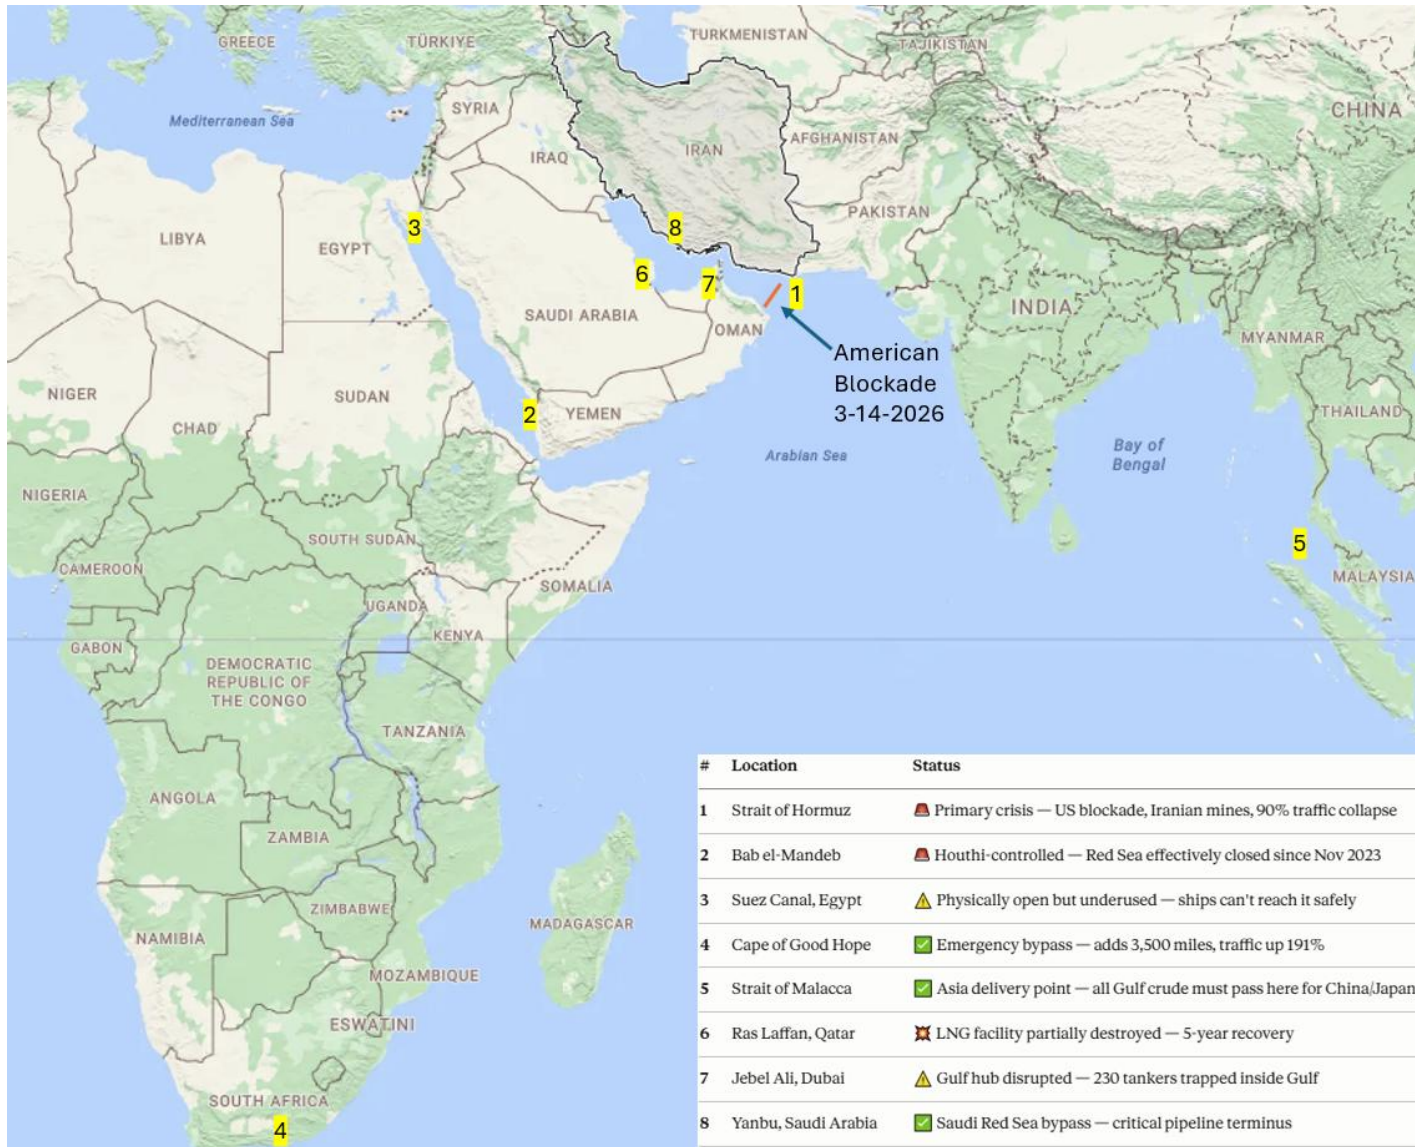 GREECE
TÜRKİYE
TURKMENISTAN
TAJIKISTAN
CHINA
Mediterranean Sea
SYRIA
IRAQ
IRAN
AFGHANISTAN
PAKISTAN
LIBYA
EGYPT
3
8
6
7
1
SAUDI ARABIA
OMAN
INDIA
MYANMAR
American
Blockade
3-14-2026
NIGER
CHAD
SUDAN
2
YEMEN
THAILAND
Arabian Sea
Bay of
Bengal
NIGERIA
SOUTH SUDAN
5
CAMEROON
SOMALIA
MALAYSIA
UGANDA
KENYA
GABON
DEMOCRATIC
REPUBLIC OF
THE CONGO
TANZANIA
ANGOLA
ZAMBIA
ZIMBABWE
NAMIBIA
MADAGASCAR
MOZAMBIQUE
ESWATINI
SOUTH AFRICA
4
# Location Status
1 Strait of Hormuz 🚨 Primary crisis — US blockade, Iranian mines, 90% traffic collapse
2 Bab el-Mandeb 🚨 Houthi-controlled — Red Sea effectively closed since Nov 2023
3 Suez Canal, Egypt ⚠️ Physically open but underused — ships can't reach it safely
4 Cape of Good Hope ✅ Emergency bypass — adds 3,500 miles, traffic up 191%
5 Strait of Malacca ✅ Asia delivery point — all Gulf crude must pass here for China/Japan
6 Ras Laffan, Qatar 💥 LNG facility partially destroyed — 5-year recovery
7 Jebel Ali, Dubai ⚠️ Gulf hub disrupted — 230 tankers trapped inside Gulf
8 Yanbu, Saudi Arabia ✅ Saudi Red Sea bypass — critical pipeline terminus